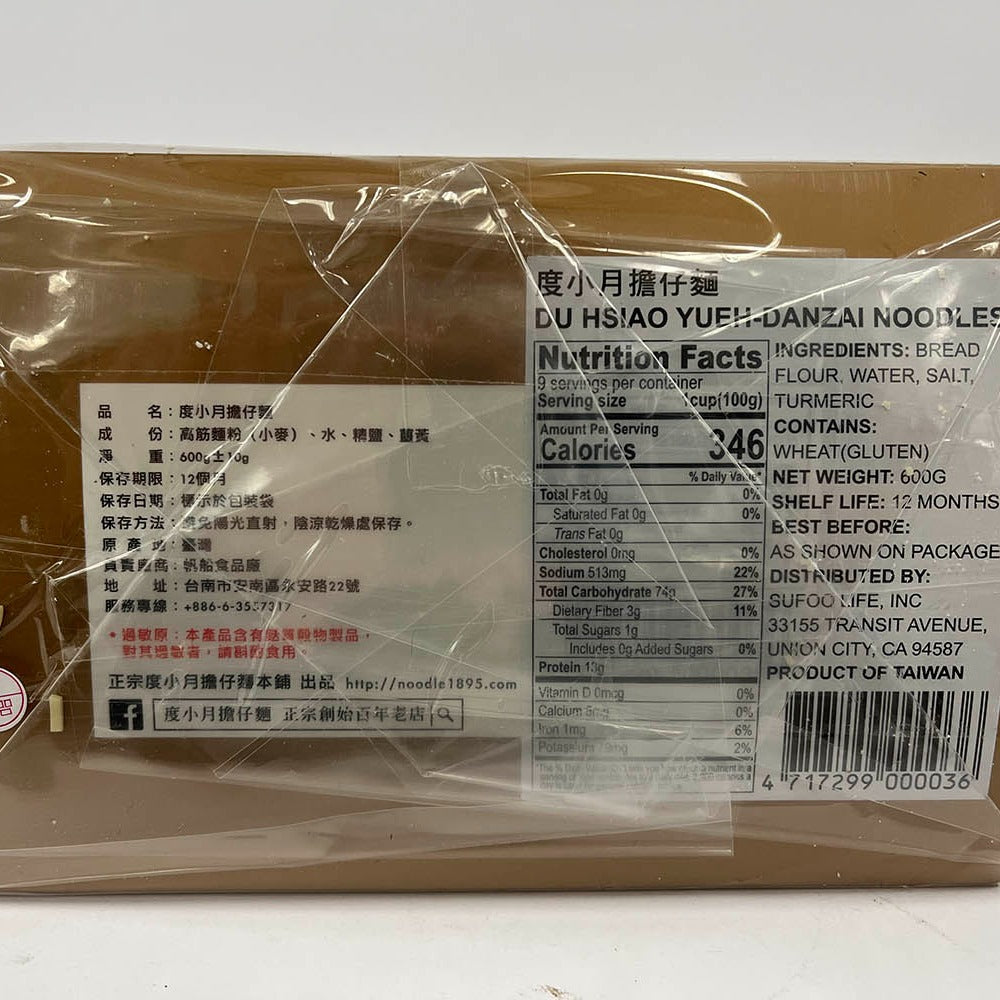 品 名：度小月擔仔麵
成 份：高筋麵粉（小麥）、水、精鹽、薑黃
淨 重：600g±10g
保存期限：12個月
保存日期：標示於包裝袋
保存方法：避免陽光直射，陰涼乾燥處保存。
原 產 地：臺灣
負責廠商：帆船食品廠
地 址：台南市安南區永安路22號
服務專線：+886-6-3557317
•過敏原：本產品含有麩質穀物製品，
對其過敏者，請斟酌食用。
正宗度小月擔仔麵本鋪 出品 http://noodle1895.com
f 度小月擔仔麵 正宗創始百年老店
度小月擔仔麵
DU HSIAO YUEH-DANZAI NOODLES
Nutrition Facts
9 servings per container
Serving size 1cup(100g)
Amount Per Serving
Calories 346
% Daily Value*
Total Fat 0g 0%
Saturated Fat 0g 0%
Trans Fat 0g
Cholesterol 0mg 0%
Sodium 513mg 22%
Total Carbohydrate 74g 27%
Dietary Fiber 3g 11%
Total Sugars 1g
Includes 0g Added Sugars 0%
Protein 13g
Vitamin D 0mcg 0%
Calcium 0%
Iron 1mg 6%
Potassium 2%
INGREDIENTS: BREAD
FLOUR, WATER, SALT,
TURMERIC
CONTAINS:
WHEAT(GLUTEN)
NET WEIGHT: 600G
SHELF LIFE: 12 MONTHS
BEST BEFORE:
AS SHOWN ON PACKAGE
DISTRIBUTED BY:
SUFOO LIFE, INC
33155 TRANSIT AVENUE,
UNION CITY, CA 94587
PRODUCT OF TAIWAN
4 717299 000036